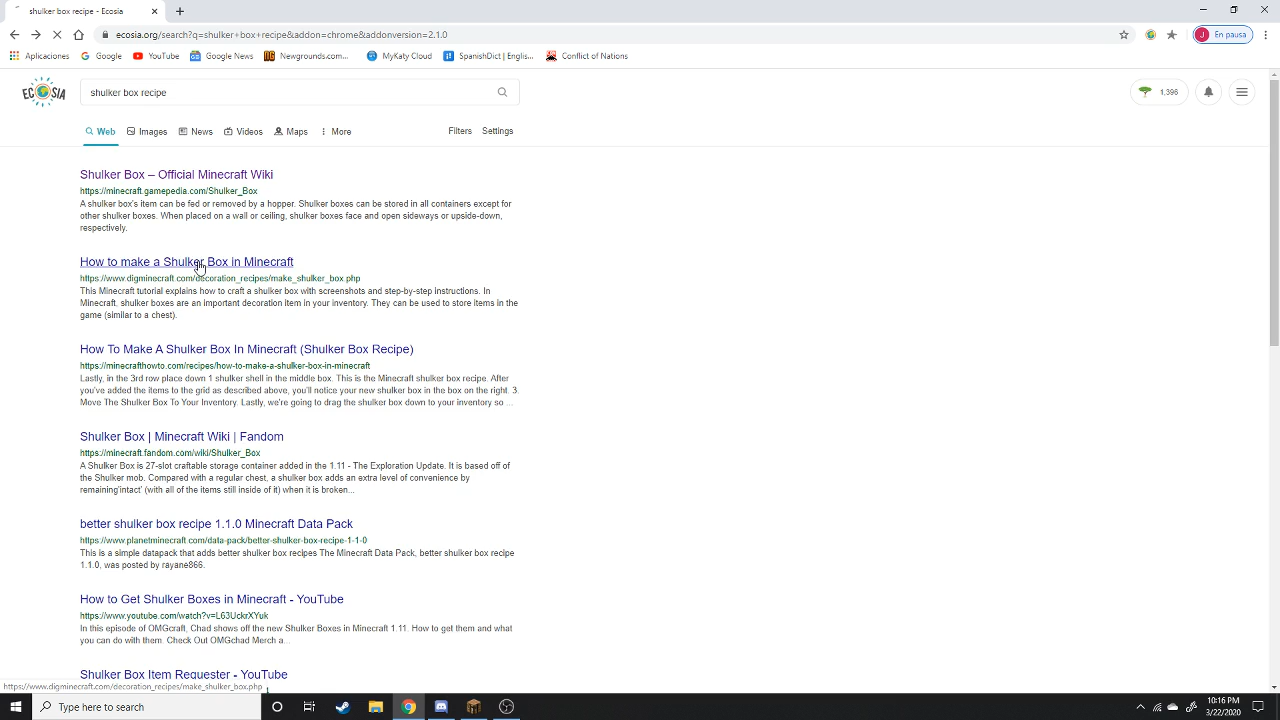 shulker box recipe - Ecosia
ecosia.org/search?q=shulker+box+recipe&addon=chrome&addonversion=2.1.0
J En pausa
Aplicaciones Google YouTube Google News Newgrounds.com... MyKaty Cloud SpanishDict | Englis... Conflict of Nations
ECOSIA shulker box recipe 1,396
Web Images News Videos Maps More Filters Settings
Shulker Box – Official Minecraft Wiki
https://minecraft.gamepedia.com/Shulker_Box
A shulker box's item can be fed or removed by a hopper. Shulker boxes can be stored in all containers except for
other shulker boxes. When placed on a wall or ceiling, shulker boxes face and open sideways or upside-down,
respectively.
How to make a Shulker Box in Minecraft
https://www.digminecraft.com/decoration_recipes/make_shulker_box.php
This Minecraft tutorial explains how to craft a shulker box with screenshots and step-by-step instructions. In
Minecraft, shulker boxes are an important decoration item in your inventory. They can be used to store items in the
game (similar to a chest).
How To Make A Shulker Box In Minecraft (Shulker Box Recipe)
https://minecrafthowto.com/recipes/how-to-make-a-shulker-box-in-minecraft
Lastly, in the 3rd row place down 1 shulker shell in the middle box. This is the Minecraft shulker box recipe. After
you've added the items to the grid as described above, you'll notice your new shulker box in the box on the right. 3.
Move The Shulker Box To Your Inventory. Lastly, we're going to drag the shulker box down to your inventory so ...
Shulker Box | Minecraft Wiki | Fandom
https://minecraft.fandom.com/wiki/Shulker_Box
A Shulker Box is 27-slot craftable storage container added in the 1.11 - The Exploration Update. It is based off of
the Shulker mob. Compared with a regular chest, a shulker box adds an extra level of convenience by
remaining'intact' (with all of the items still inside of it) when it is broken...
better shulker box recipe 1.1.0 Minecraft Data Pack
https://www.planetminecraft.com/data-pack/better-shulker-box-recipe-1-1-0
This is a simple datapack that adds better shulker box recipes The Minecraft Data Pack, better shulker box recipe
1.1.0, was posted by rayane866.
How to Get Shulker Boxes in Minecraft - YouTube
https://www.youtube.com/watch?v=L63UckrXYuk
In this episode of OMGcraft, Chad shows off the new Shulker Boxes in Minecraft 1.11. How to get them and what
you can do with them. Check Out OMGchad Merch a...
Shulker Box Item Requester - YouTube
https://www.digminecraft.com/decoration_recipes/make_shulker_box.php
Type here to search
10:16 PM
3/22/2020